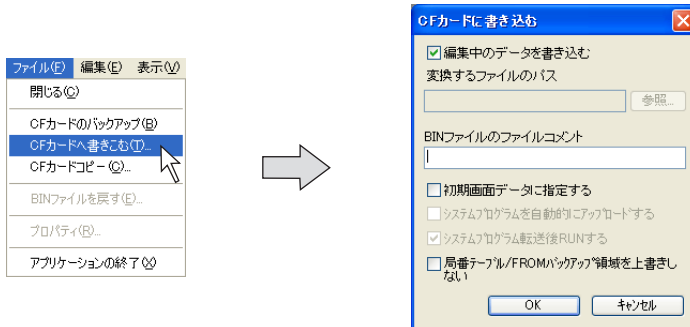 ファイル(F) 編集(E) 表示(V)
閉じる(C)
CFカードのバックアップ(B)
CFカードへ書きこむ(T)...
CFカードコピー(C)...
BINファイルを戻す(E)...
プロパティ(R)...
アプリケーションの終了(X)
CFカードに書き込む
編集中のデータを書き込む
変換するファイルのパス
参照...
BINファイルのファイルコメント
初期画面データに指定する
システムプログラムを自動的にアップロードする
システムプログラム転送後RUNする
局番テーブル/FROMバックアップ領域を上書きし
ない
OK キャンセル